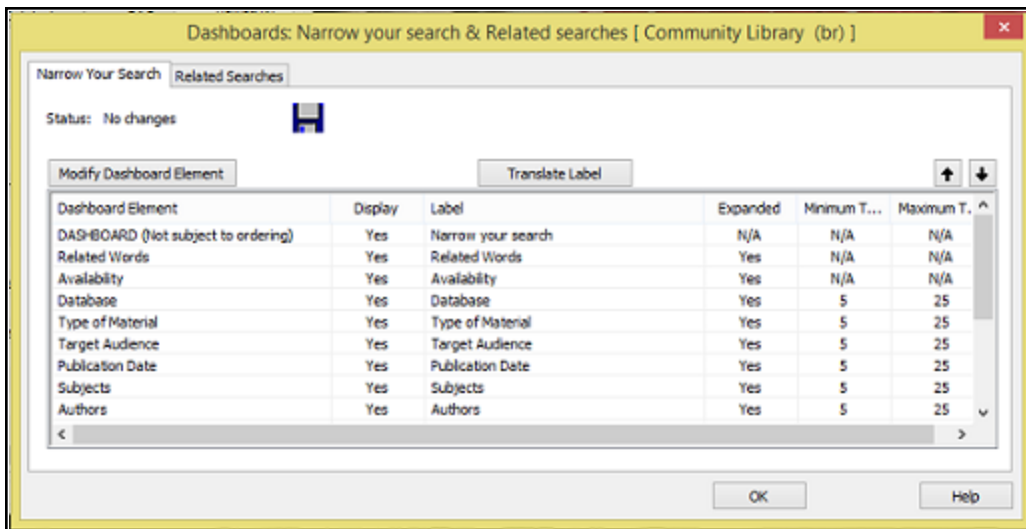 Dashboards: Narrow your search & Related searches [ Community Library (br) ]
Narrow Your Search Related Searches
Status: No changes
Modify Dashboard Element Translate Label
Dashboard Element Display Label Expanded Minimum T... Maximum T.
DASHBOARD (Not subject to ordering) Yes Narrow your search N/A N/A N/A
Related Words Yes Related Words Yes N/A N/A
Availability Yes Availability Yes N/A N/A
Database Yes Database Yes 5 25
Type of Material Yes Type of Material Yes 5 25
Target Audience Yes Target Audience Yes 5 25
Publication Date Yes Publication Date Yes 5 25
Subjects Yes Subjects Yes 5 25
Authors Yes Authors Yes 5 25
OK Help